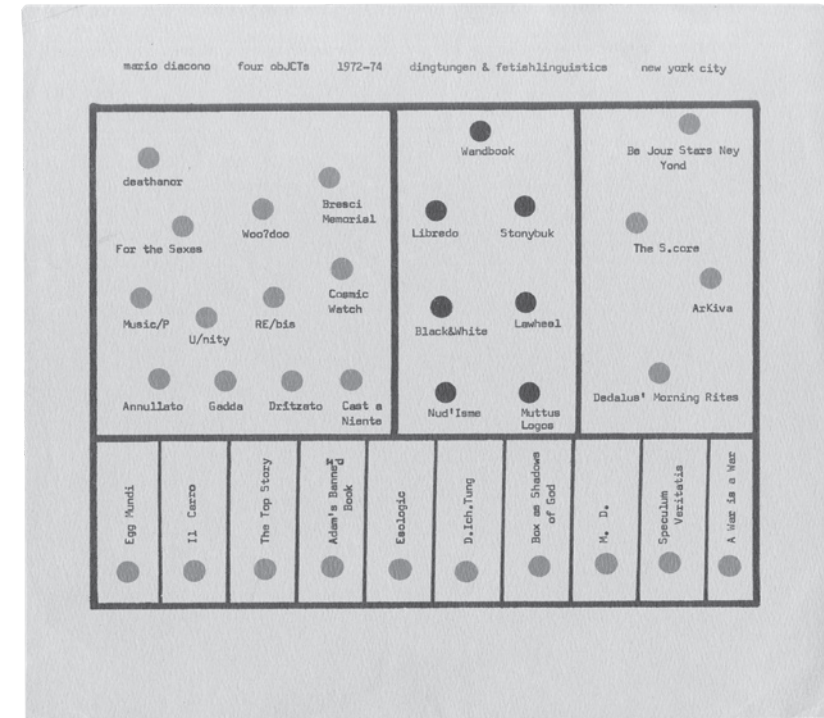 mario diacono four obJCTs 1972-74 dingtungen & fetishlinguistics new york city
deathanor
For the Sexes
Woo7doo
Bresci
Memorial
Music/P
U/nity
RE/bis
Cosmic
Watch
Annullato
Gadda
Dritzato
Cast a
Niente
Wandbook
Libredo
Stonybuk
Black&White
Lawheel
Nud'Isme
Muttus
Logos
Be Jour Stars Ney
Yond
The S.core
ArKiva
Dedalus' Morning Rites
Egg Mundi
Il Carro
The Top Story
Adam's Banned
Book
Esologic
D.Ich.Tung
Box as Shadows
of God
M. D.
Speculum
Veritatis
A War is a War